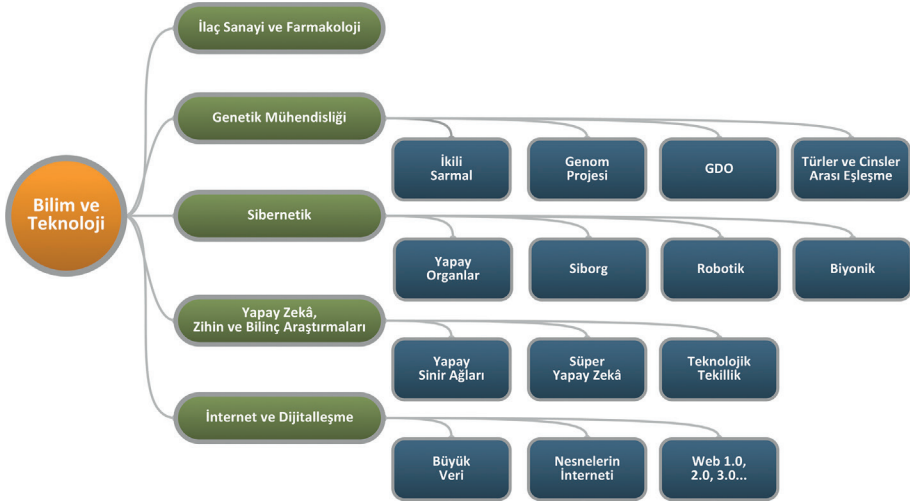 Bilim ve
Teknoloji
İlaç Sanayi ve Farmakoloji
Genetik Mühendisliği
İkili
Sarmal
Genom
Projesi
GDO
Türler ve Cinsler
Arası Eşleşme
Sibernetik
Yapay
Organlar
Siborg
Robotik
Biyonik
Yapay Zekâ,
Zihin ve Bilinç Araştırmaları
Yapay
Sinir Ağları
Süper
Yapay Zekâ
Teknolojik
Tekillik
İnternet ve Dijitalleşme
Büyük
Veri
Nesnelerin
İnterneti
Web 1.0,
2.0, 3.0...